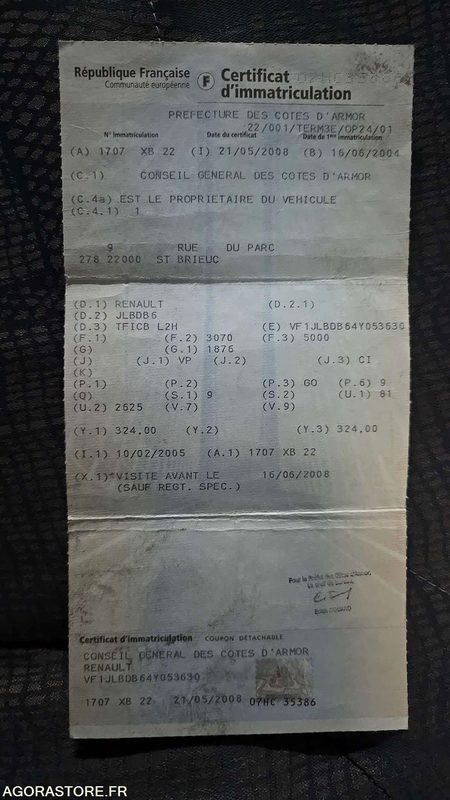 République Française
Communauté européenne
F
Certificat
d'immatriculation
PREFECTURE DES COTES D'ARMOR
22/001/TERM3E/OP24/01
N° Immatriculation Date du certificat Date de 1ère immatriculation
(A) 1707 XB 22 (I) 21/05/2008 (B) 16/06/2004
(C.1) CONSEIL GENERAL DES COTES D'ARMOR
(C.4a) EST LE PROPRIETAIRE DU VEHICULE
(C.4.1) 1
9 RUE DU PARC
278 22000 ST BRIEUC
(D.1) RENAULT (D.2.1)
(D.2) JLBDB6
(D.3) TFICB L2H (E) VF1JLBDB64Y053630
(F.1) (F.2) 3070 (F.3) 5000
(G) (G.1) 1876
(J) (J.1) VP (J.2) (J.3) CI
(K)
(P.1) (P.2) (P.3) GO (P.6) 9
(Q) (S.1) 9 (S.2) (U.1) 81
(U.2) 2625 (V.7) (V.9)
(Y.1) 324,00 (Y.2) (Y.3) 324,00
(I.1) 10/02/2005 (A.1) 1707 XB 22
(X.1)*VISITE AVANT LE 16/06/2008
(SAUF REGT. SPEC.)
Certificat d'immatriculation COUPON DÉTACHABLE
CONSEIL GENERAL DES COTES D'ARMOR
RENAULT
VF1JLBDB64Y053630
1707 XB 22 21/05/2008 07HC 35386
AGORASTORE.FR